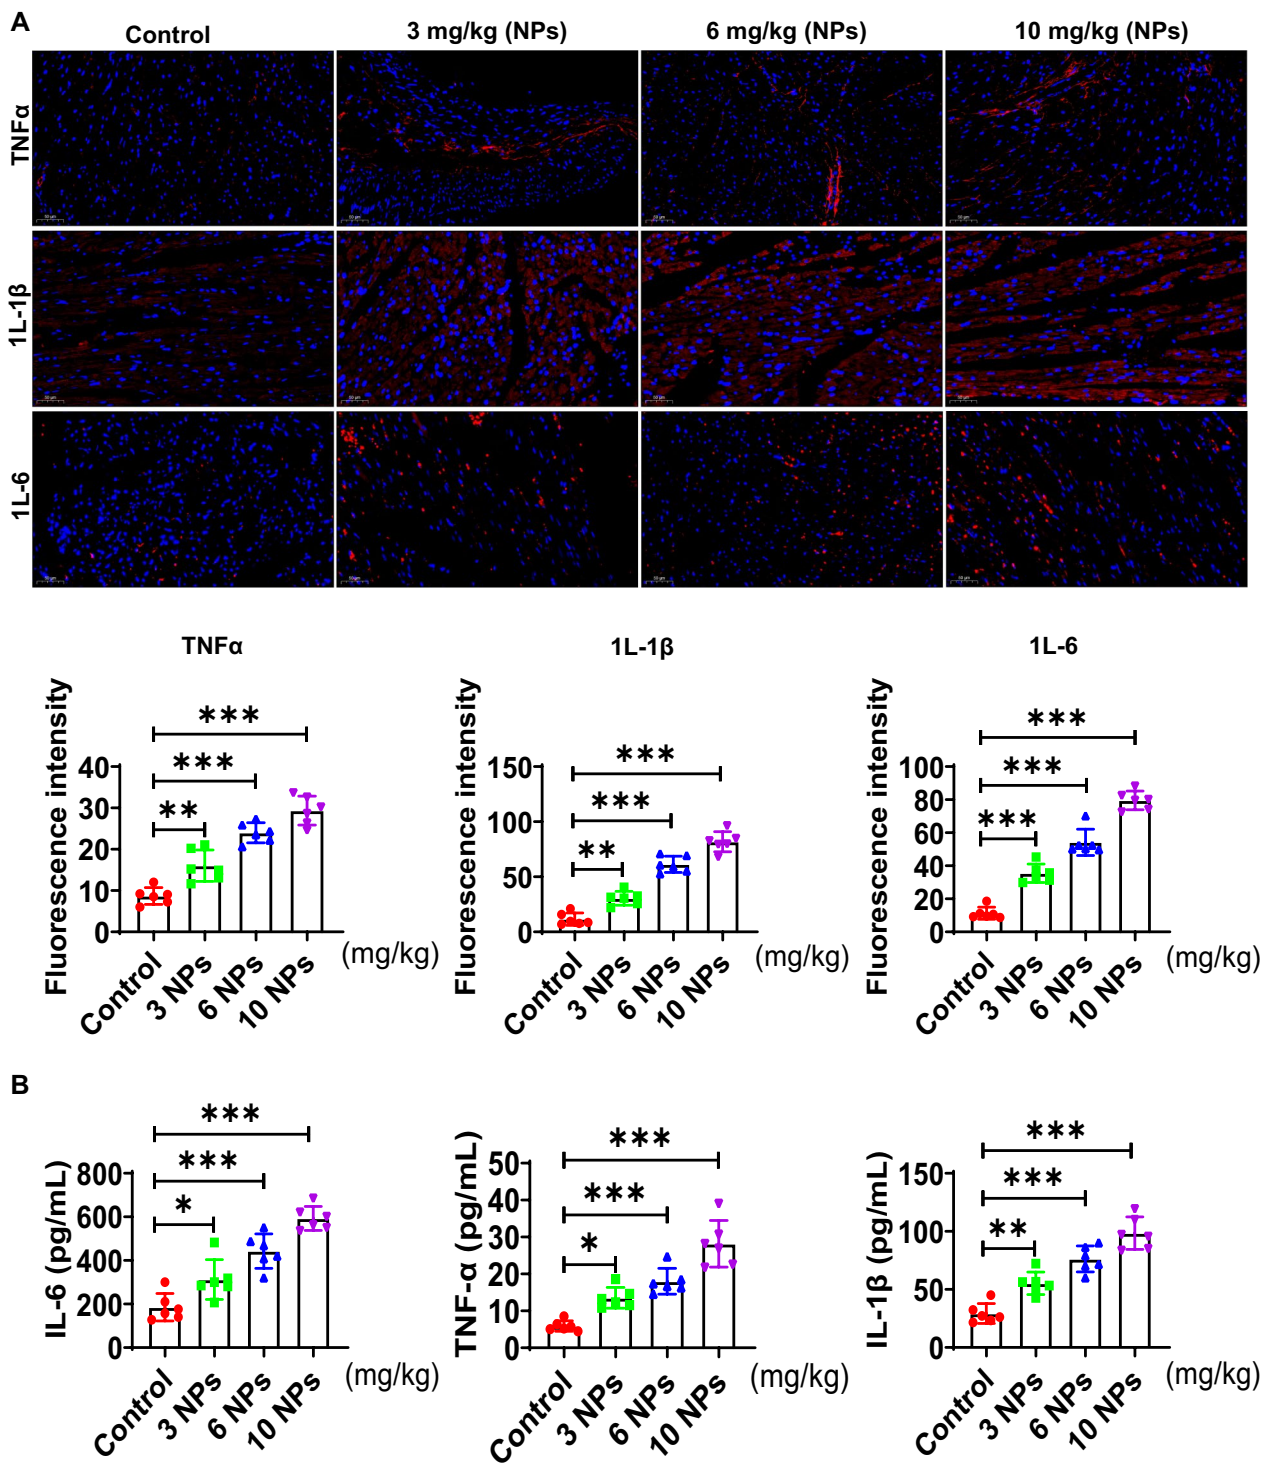 A
Control 3 mg/kg (NPs) 6 mg/kg (NPs) 10 mg/kg (NPs)
TNFα
1L-1β
1L-6
TNFα 1L-1β 1L-6
Fluorescence intensity
40
30
20
10
0
***
***
**
Control 3 NPs 6 NPs 10 NPs
(mg/kg)
Fluorescence intensity
150
100
50
0
***
***
**
Control 3 NPs 6 NPs 10 NPs
(mg/kg)
Fluorescence intensity
100
80
60
40
20
0
***
***
***
Control 3 NPs 6 NPs 10 NPs
(mg/kg)
B
IL-6 (pg/mL)
800
600
400
200
0
***
***
*
Control 3 NPs 6 NPs 10 NPs
(mg/kg)
TNF-α (pg/mL)
50
40
30
20
10
0
***
***
*
Control 3 NPs 6 NPs 10 NPs
(mg/kg)
IL-1β (pg/mL)
150
100
50
0
***
***
**
Control 3 NPs 6 NPs 10 NPs
(mg/kg)